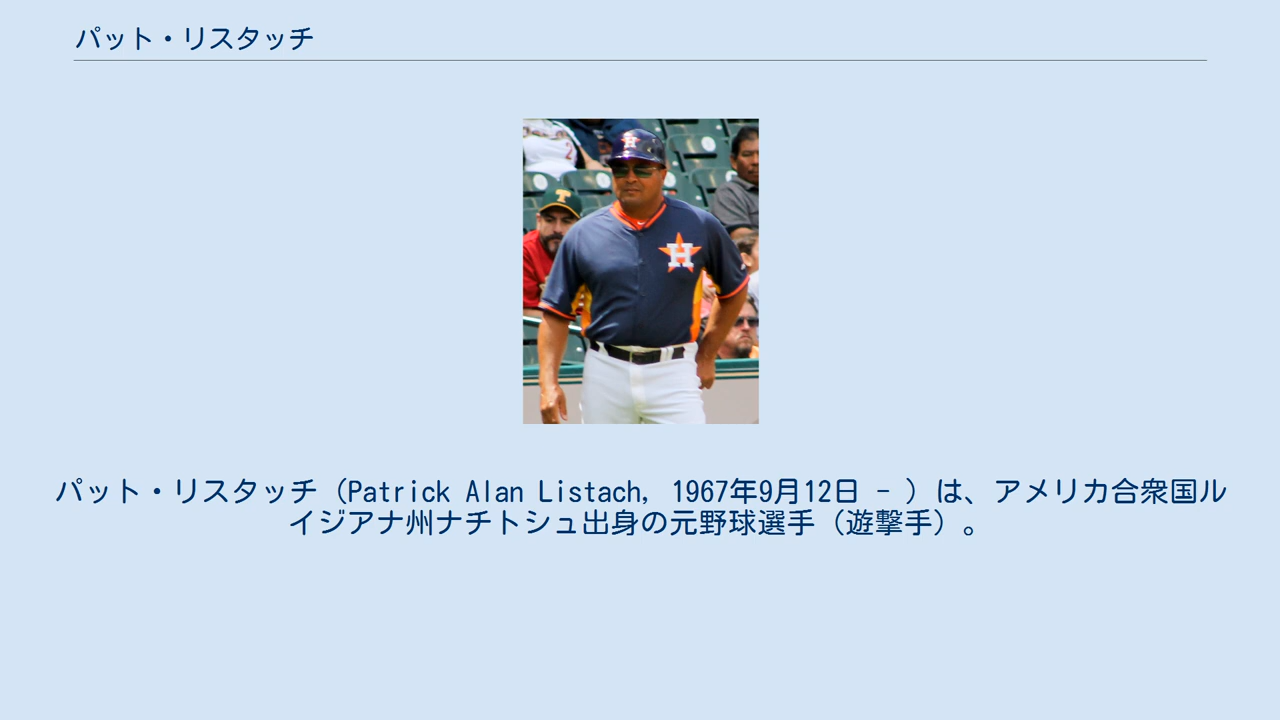 パット・リスタッチ
H
T
H
パット・リスタッチ（Patrick Alan Listach, 1967年9月12日 - ）は、アメリカ合衆国ル
イジアナ州ナチトシュ出身の元野球選手（遊撃手）。